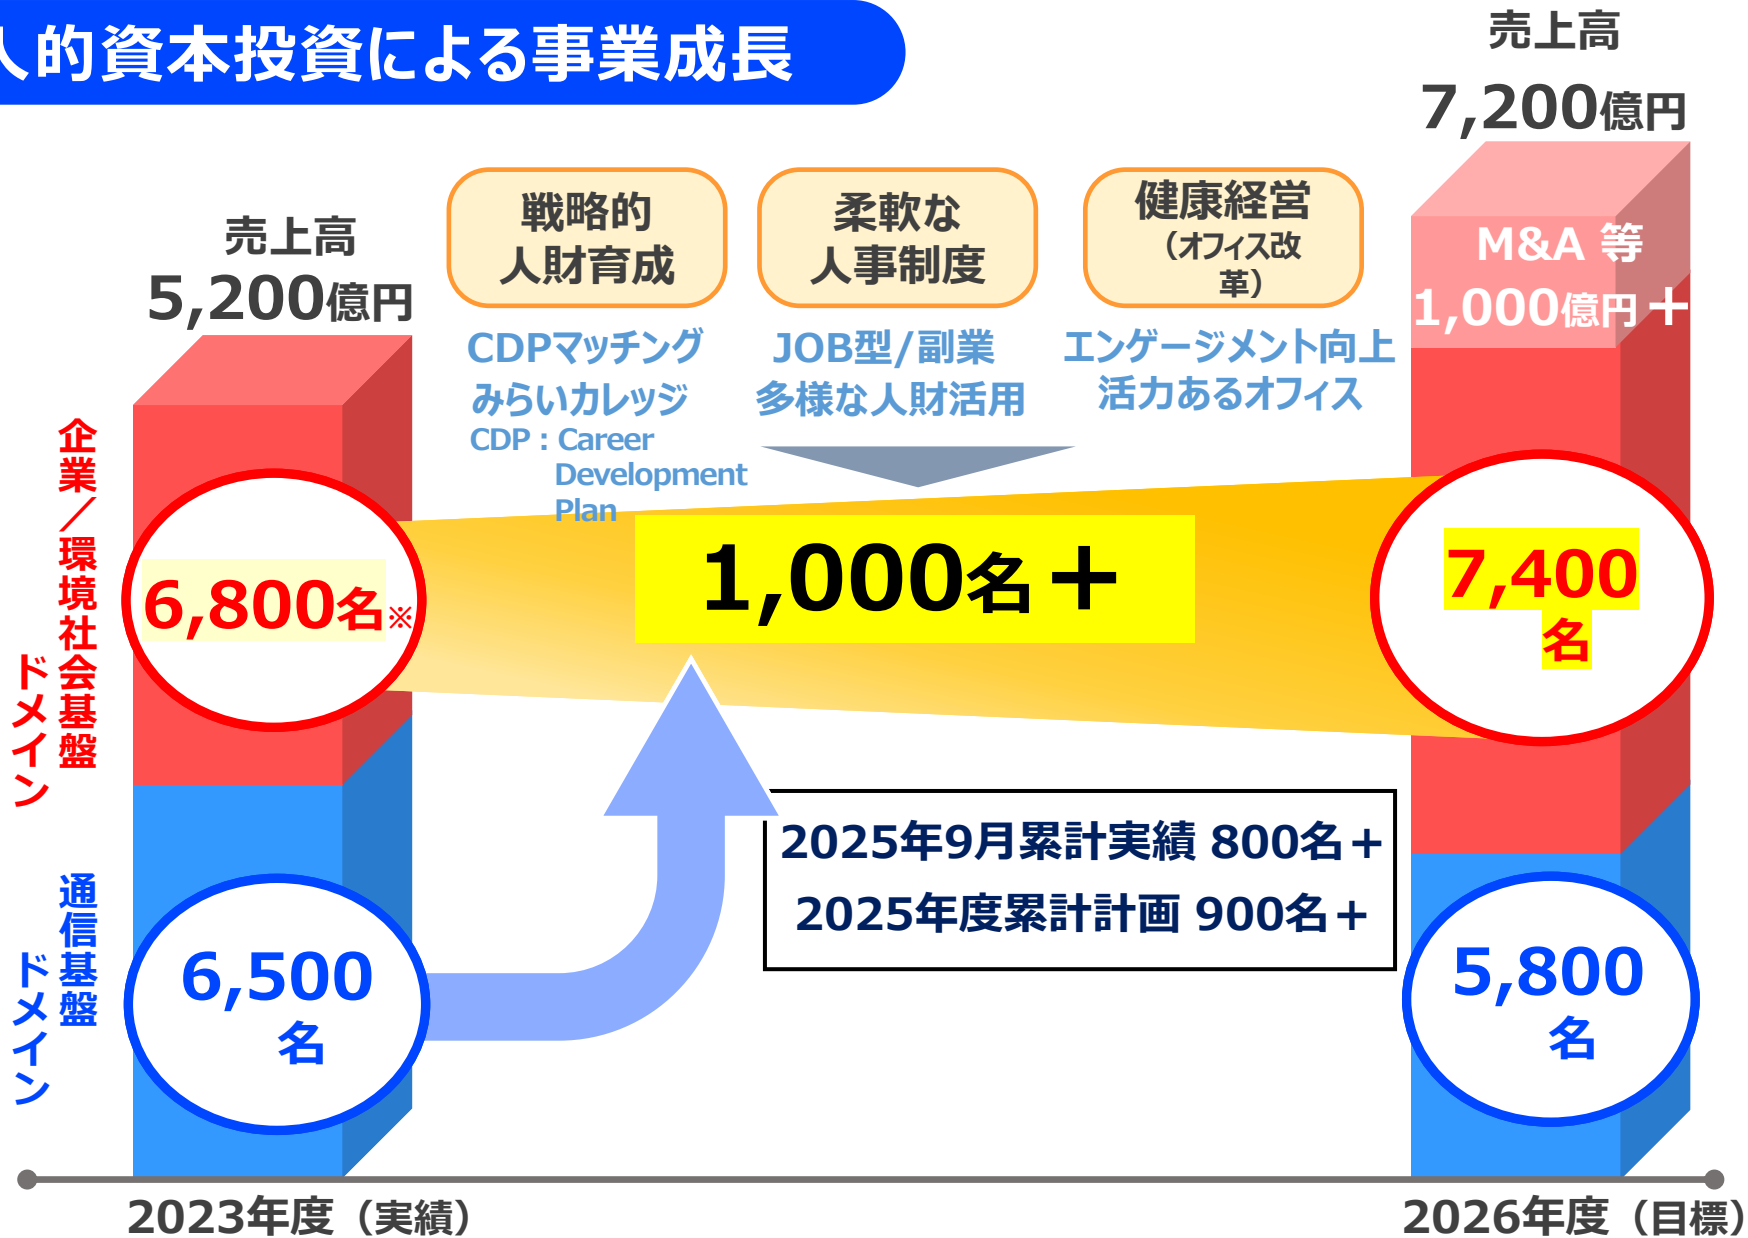 人的資本投資による事業成長
売上高
7,200億円
M&A 等
1,000億円＋
売上高
5,200億円
戦略的
人財育成
CDPマッチング
みらいカレッジ
CDP：Career
Development
Plan
柔軟な
人事制度
JOB型/副業
多様な人財活用
健康経営
（オフィス改
革）
エンゲージメント向上
活力あるオフィス
企業／環境社会基盤
ドメイン
6,800名※
1,000名＋
7,400
名
2025年9月累計実績 800名＋
2025年度累計計画 900名＋
通信基盤
ドメイン
6,500
名
5,800
名
2023年度（実績）
2026年度（目標）